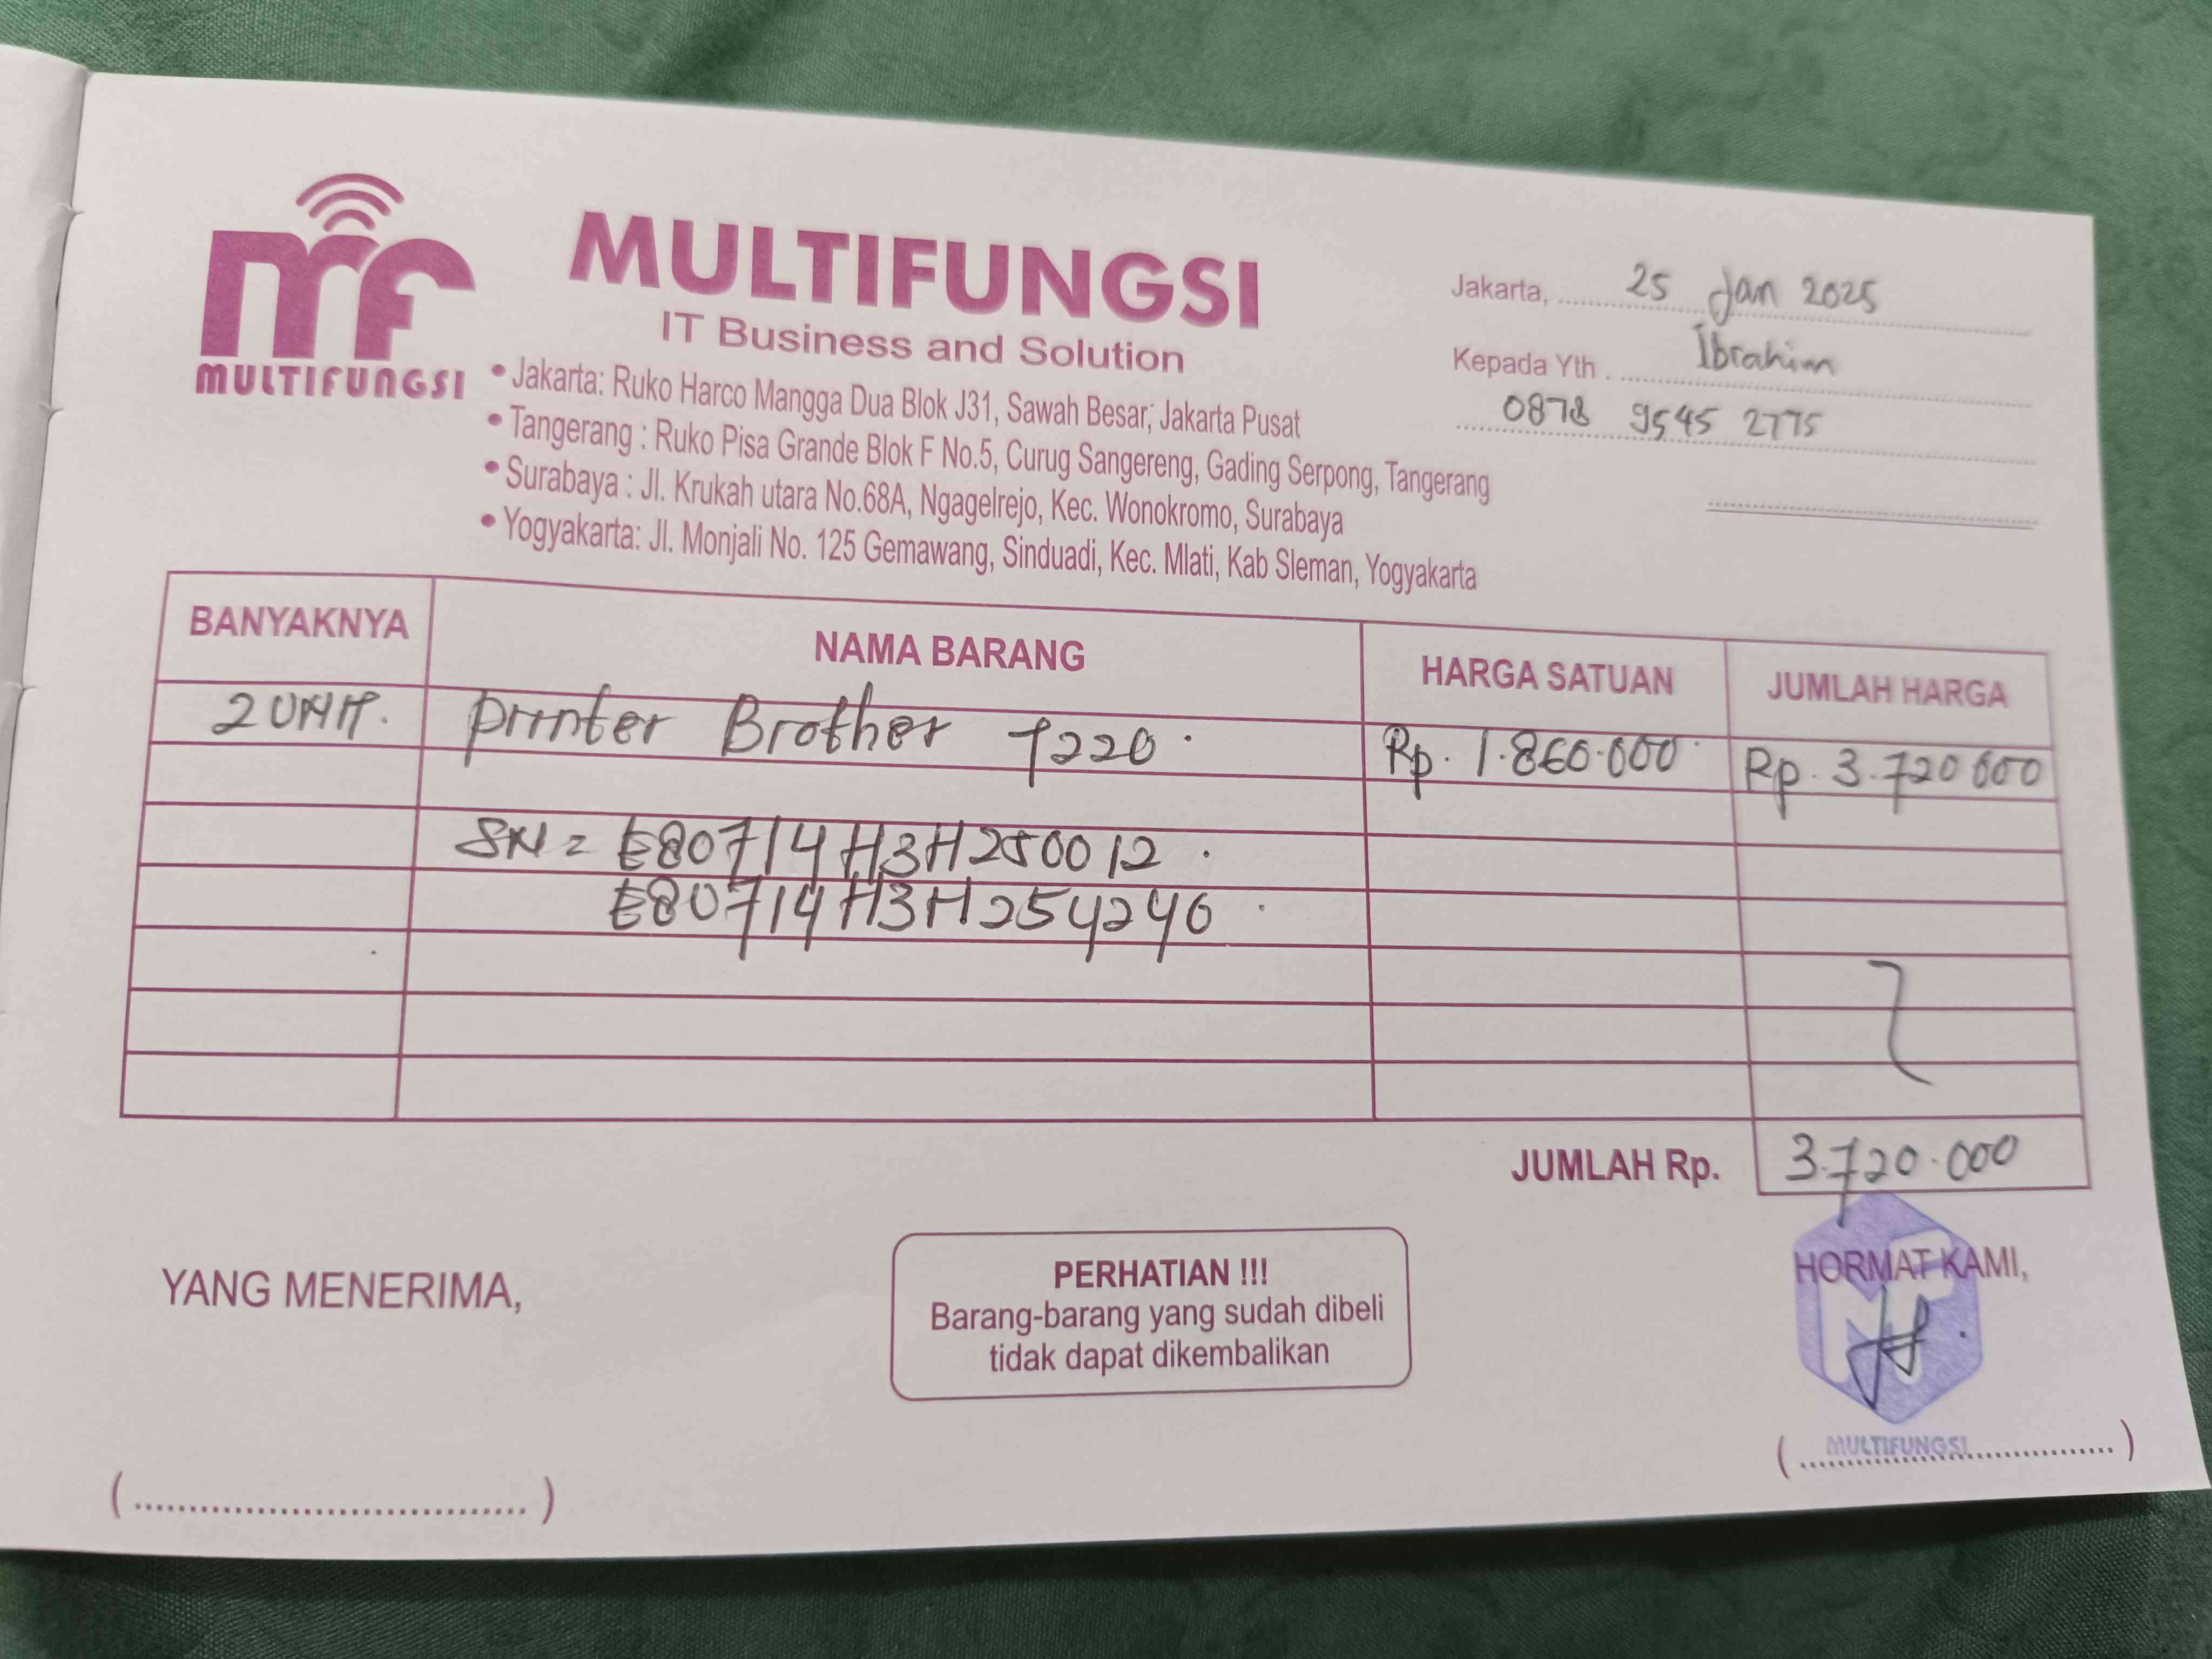 mf
MULTIFUNGSI
MULTIFUNGSI
IT Business and Solution
• Jakarta: Ruko Harco Mangga Dua Blok J31, Sawah Besar, Jakarta Pusat
• Tangerang : Ruko Pisa Grande Blok F No.5, Curug Sangereng, Gading Serpong, Tangerang
• Surabaya : Jl. Krukah utara No.68A, Ngagelrejo, Kec. Wonokromo, Surabaya
• Yogyakarta: Jl. Monjali No. 125 Gemawang, Sinduadi, Kec. Mlati, Kab Sleman, Yogyakarta
Jakarta, 25 Jan 2025
Kepada Yth. Ibrahim
0878 9545 2775
BANYAKNYA NAMA BARANG HARGA SATUAN JUMLAH HARGA
2 UNIT. Printer Brother T220. Rp. 1.860.000 Rp. 3.720.000
SN = E80714H3H250012.
E80714H3H254246.
JUMLAH Rp. 3.720.000
YANG MENERIMA,
PERHATIAN !!!
Barang-barang yang sudah dibeli
tidak dapat dikembalikan
HORMAT KAMI,
MULTIFUNGSI